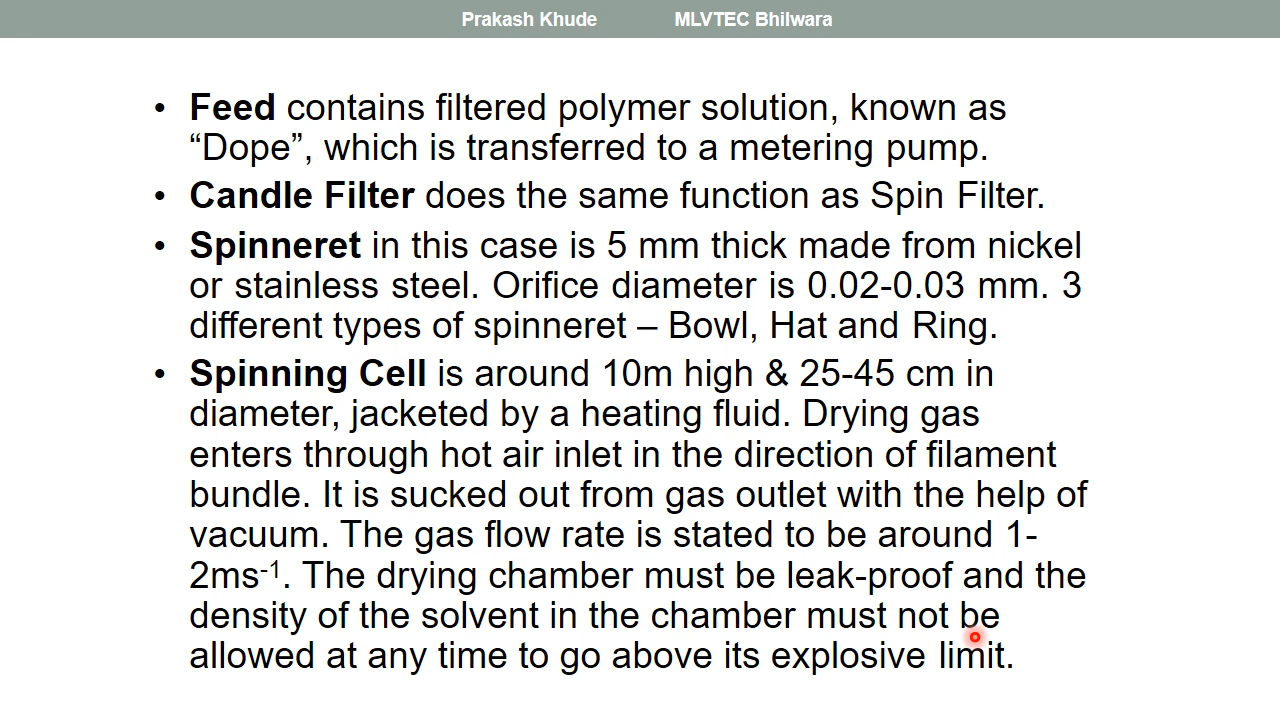 Prakash Khude MLVTEC Bhilwara
• Feed contains filtered polymer solution, known as
“Dope”, which is transferred to a metering pump.
• Candle Filter does the same function as Spin Filter.
• Spinneret in this case is 5 mm thick made from nickel
or stainless steel. Orifice diameter is 0.02-0.03 mm. 3
different types of spinneret – Bowl, Hat and Ring.
• Spinning Cell is around 10m high & 25-45 cm in
diameter, jacketed by a heating fluid. Drying gas
enters through hot air inlet in the direction of filament
bundle. It is sucked out from gas outlet with the help of
vacuum. The gas flow rate is stated to be around 1-
2ms⁻¹. The drying chamber must be leak-proof and the
density of the solvent in the chamber must not be
allowed at any time to go above its explosive limit.